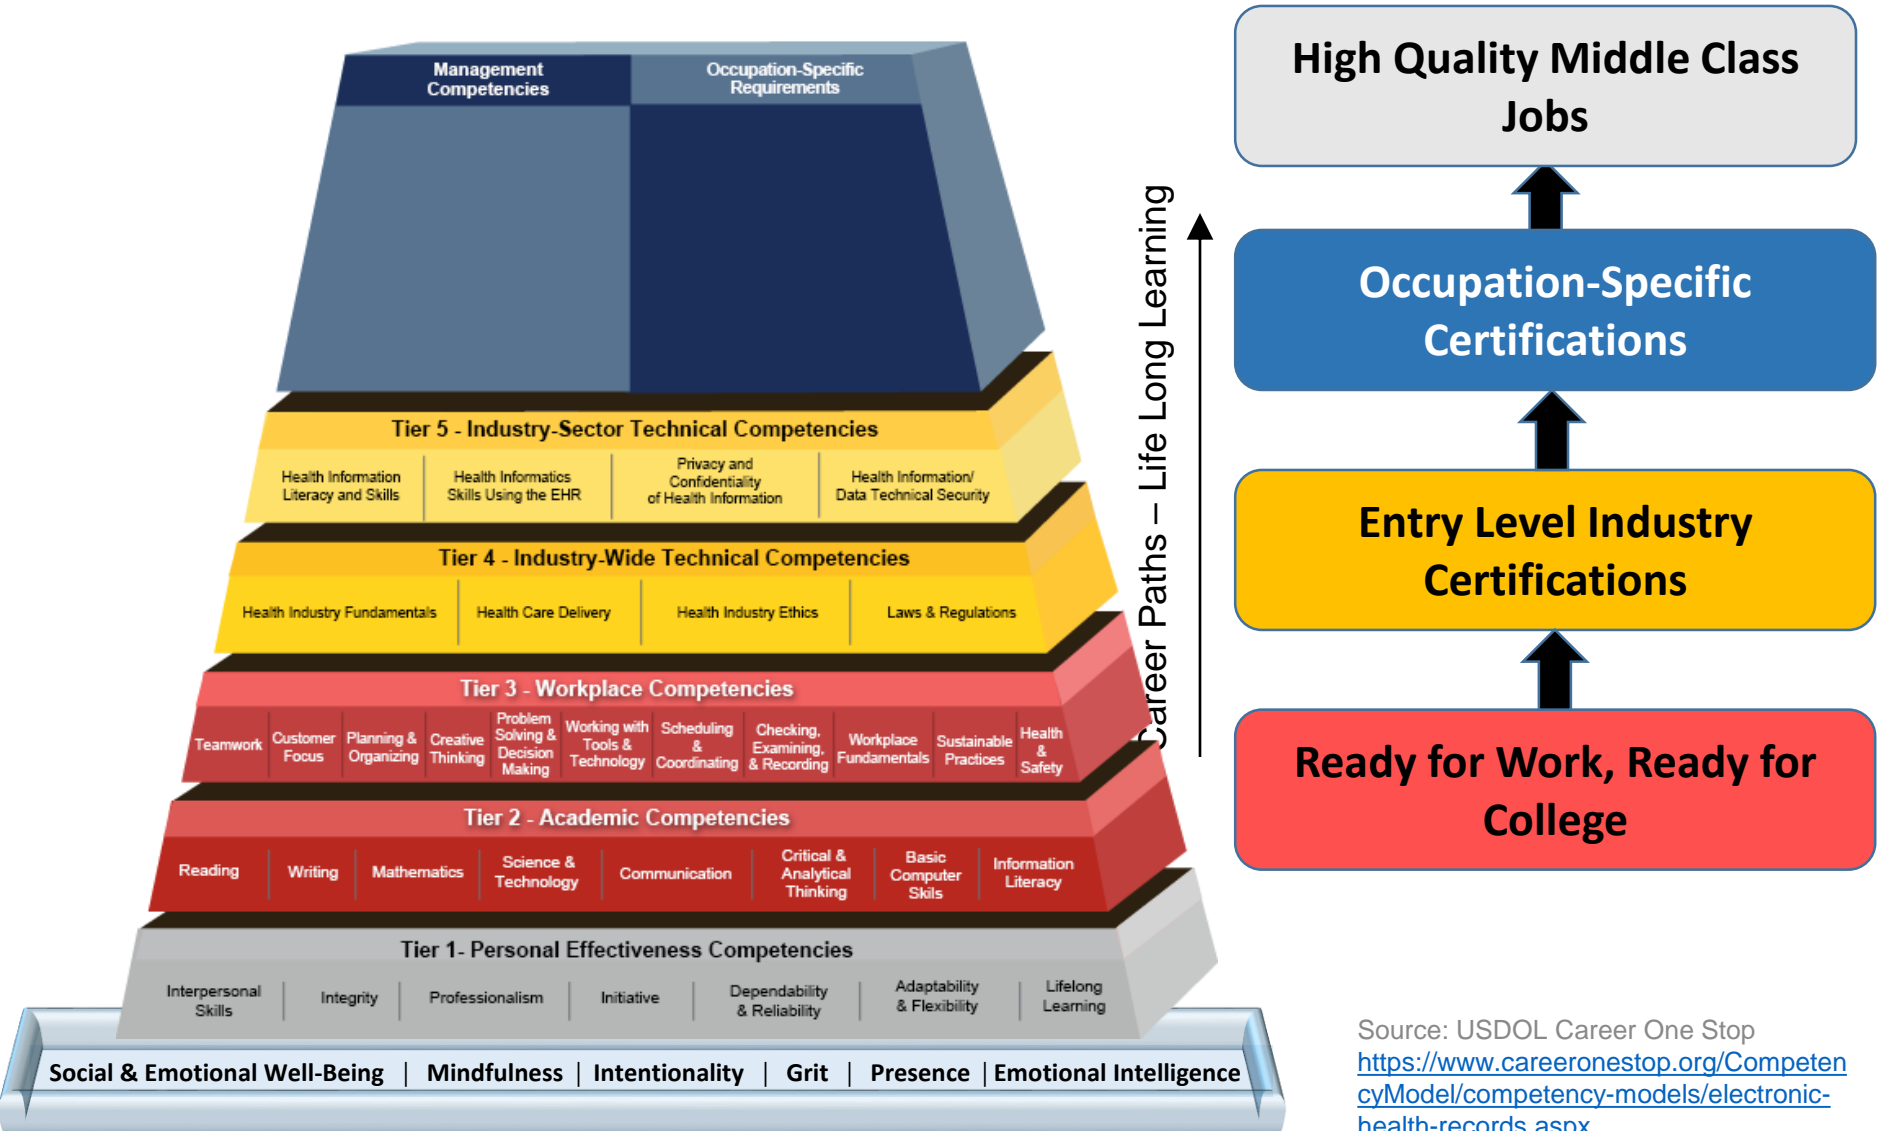 Management
Competencies
Occupation-Specific
Requirements
Tier 5 - Industry-Sector Technical Competencies
Health Information
Literacy and Skills
Health Informatics
Skills Using the EHR
Privacy and
Confidentiality
of Health Information
Health Information/
Data Technical Security
Tier 4 - Industry-Wide Technical Competencies
Health Industry Fundamentals
Health Care Delivery
Health Industry Ethics
Laws & Regulations
Tier 3 - Workplace Competencies
Teamwork
Customer
Focus
Planning &
Organizing
Creative
Thinking
Problem
Solving &
Decision
Making
Working with
Tools &
Technology
Scheduling
&
Coordinating
Checking,
Examining,
& Recording
Workplace
Fundamentals
Sustainable
Practices
Health
&
Safety
Tier 2 - Academic Competencies
Reading
Writing
Mathematics
Science &
Technology
Communication
Critical &
Analytical
Thinking
Basic
Computer
Skils
Information
Literacy
Tier 1- Personal Effectiveness Competencies
Interpersonal
Skills
Integrity
Professionalism
Initiative
Dependability
& Reliability
Adaptability
& Flexibility
Lifelong
Learning
Social & Emotional Well-Being | Mindfulness | Intentionality | Grit | Presence | Emotional Intelligence
Career Paths – Life Long Learning
High Quality Middle Class
Jobs
Occupation-Specific
Certifications
Entry Level Industry
Certifications
Ready for Work, Ready for
College
Source: USDOL Career One Stop
https://www.careeronestop.org/Competen
cyModel/competency-models/electronic-
health-records.aspx